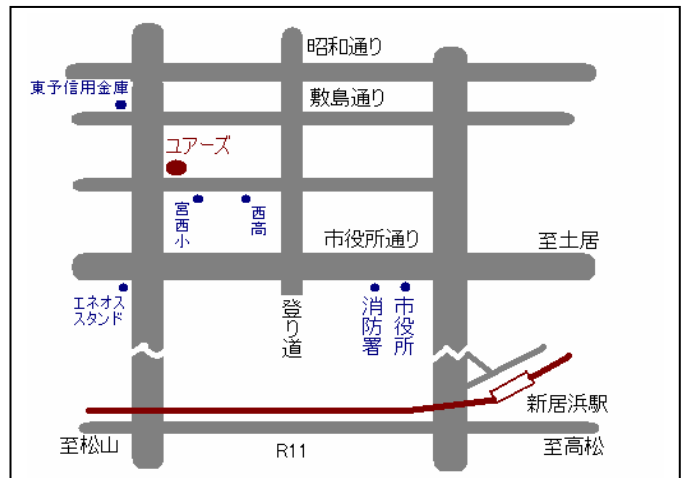 昭和通り
東予信用金庫
敷島通り
ユアーズ
宮西小
西高
市役所通り
至土居
エネオス
スタンド
登り道
消防署
市役所
新居浜駅
至松山
R11
至高松